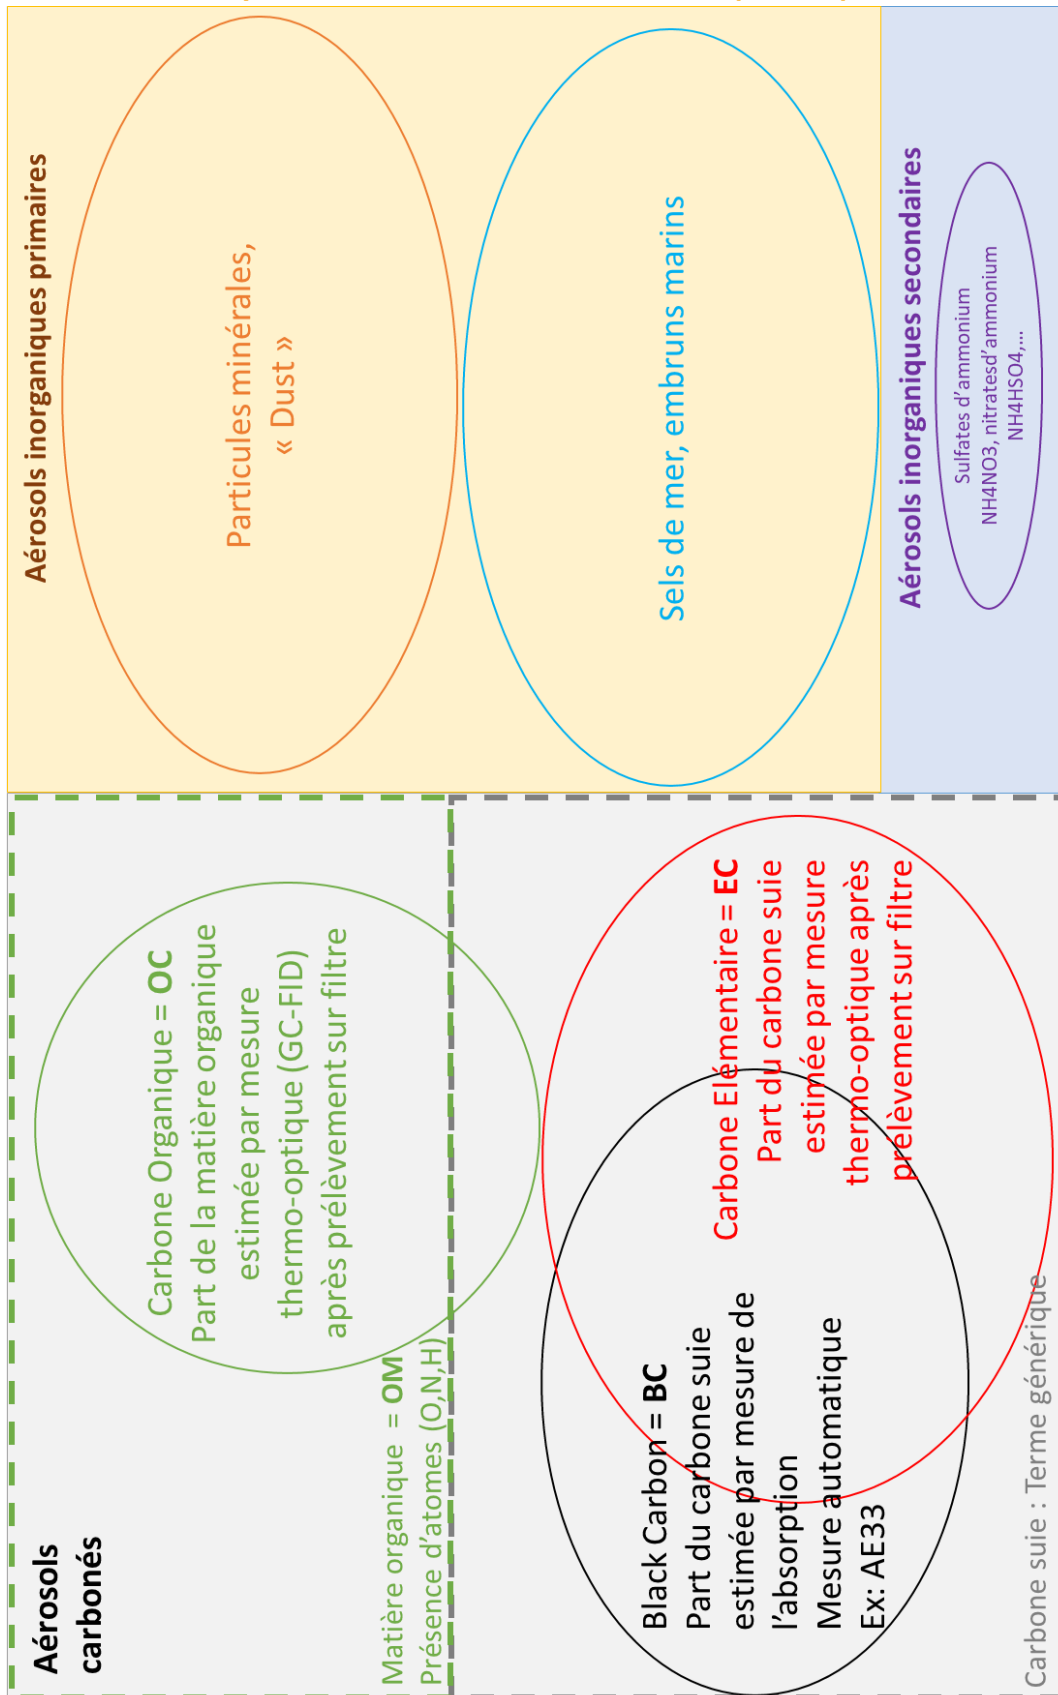 Aérosols
carbonés
Matière organique = OM
Présence d'atomes (O,N,H)
Carbone Organique = OC
Part de la matière organique
estimée par mesure
thermo-optique (GC-FID)
après prélèvement sur filtre
Black Carbon = BC
Part du carbone suie
estimée par mesure de
l'absorption
Mesure automatique
Ex: AE33
Carbone Elémentaire = EC
Part du carbone suie
estimée par mesure
thermo-optique après
prélèvement sur filtre
Carbone suie : Terme générique
Aérosols inorganiques primaires
Particules minérales,
« Dust »
Sels de mer, embruns marins
Aérosols inorganiques secondaires
Sulfates d'ammonium
NH4NO3, nitratesd'ammonium
NH4HSO4,...